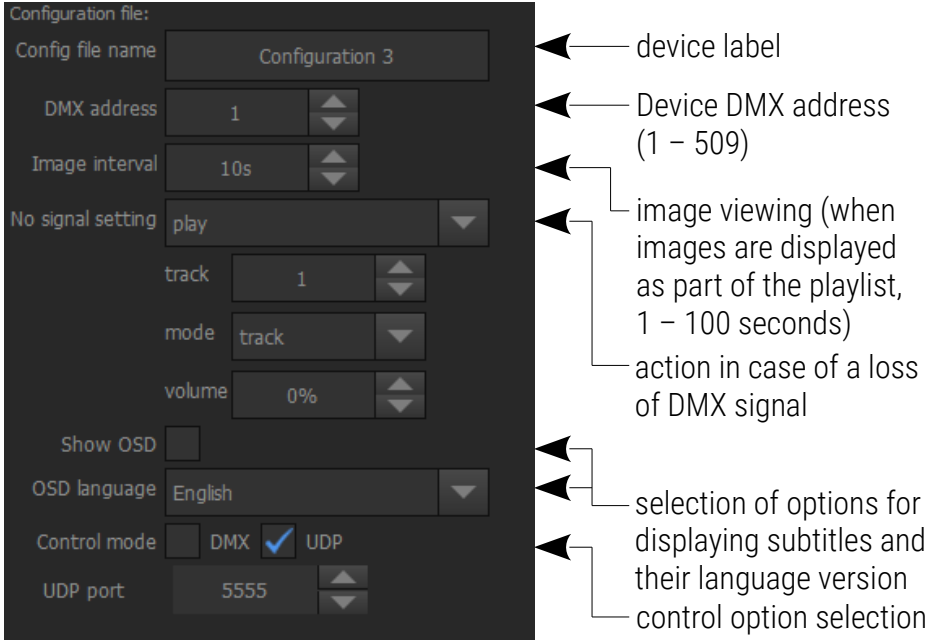 Configuration file:
Config file name
Configuration 3
device label
DMX address
1
Device DMX address
(1 – 509)
Image interval
10s
image viewing (when
images are displayed
as part of the playlist,
1 – 100 seconds)
No signal setting
play
action in case of a loss
of DMX signal
track
1
mode
track
volume
0%
Show OSD
OSD language
English
selection of options for
displaying subtitles and
their language version
Control mode
DMX
UDP
control option selection
UDP port
5555